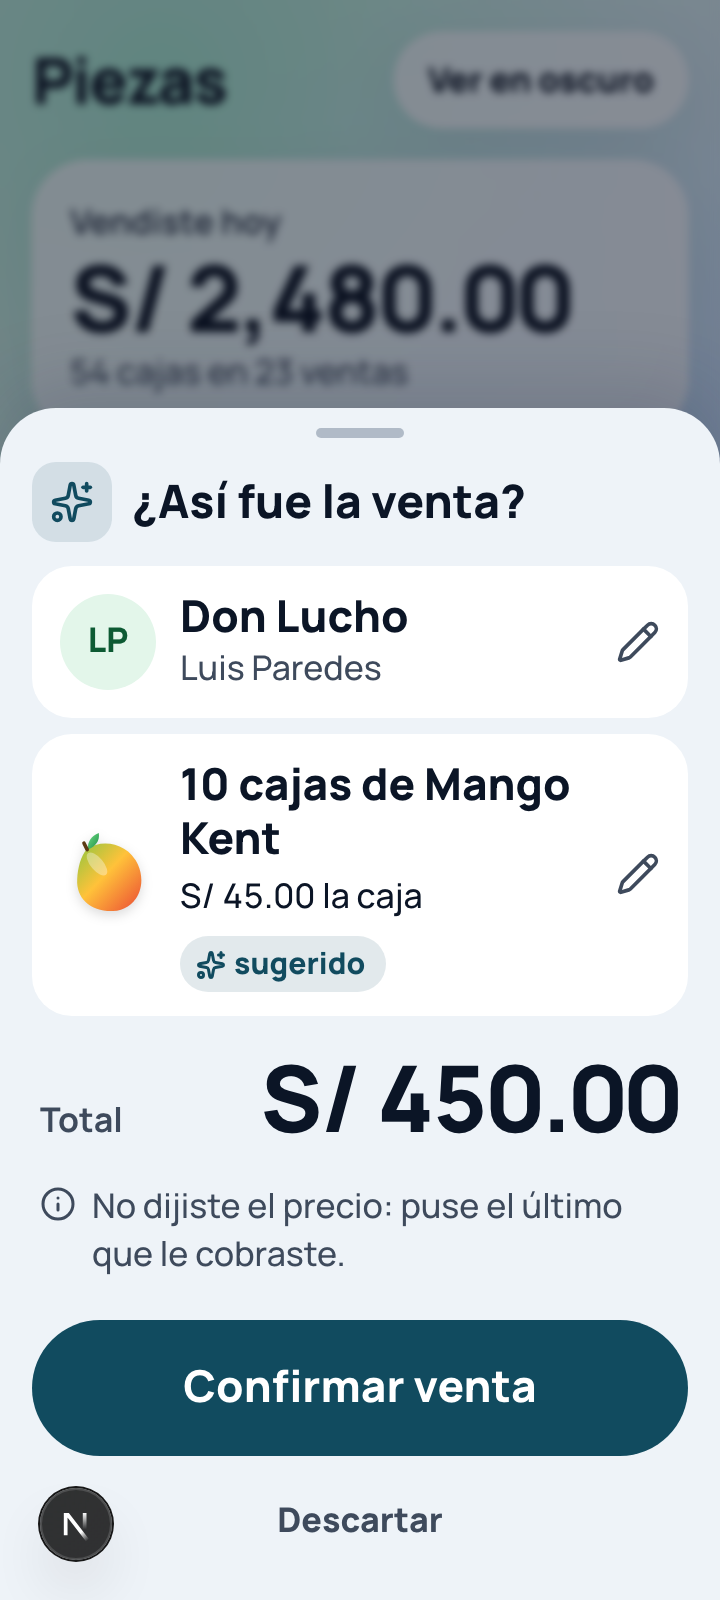 Piezas
Ver en oscuro
Vendiste hoy
S/ 2,480.00
54 cajas en 23 ventas
¿Así fue la venta?
LP
Don Lucho
Luis Paredes
10 cajas de Mango
Kent
S/ 45.00 la caja
sugerido
Total
S/ 450.00
No dijiste el precio: puse el último
que le cobraste.
Confirmar venta
N
Descartar